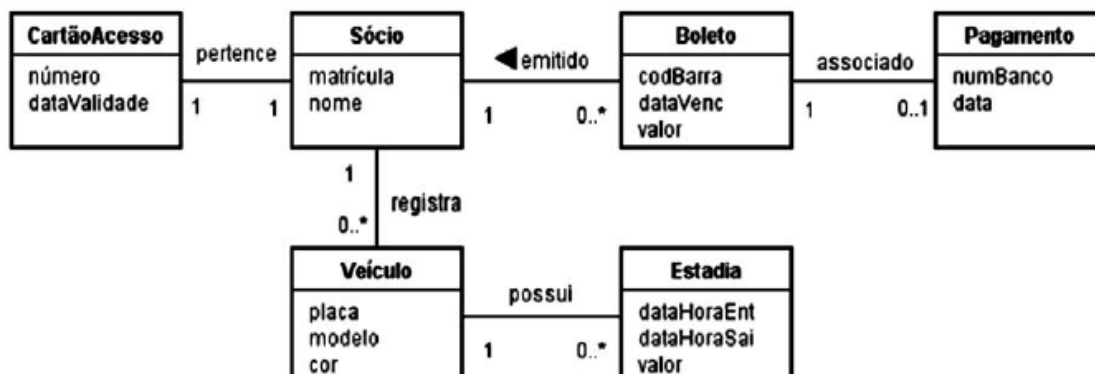 CartãoAcesso
número
dataValidade
pertence
1
1
Sócio
matrícula
nome
◀emitido
1
0..*
Boleto
codBarra
dataVenc
valor
associado
1
0..1
Pagamento
numBanco
data
1
registra
0..*
Veículo
placa
modelo
cor
possui
1
0..*
Estadia
dataHoraEnt
dataHoraSai
valor